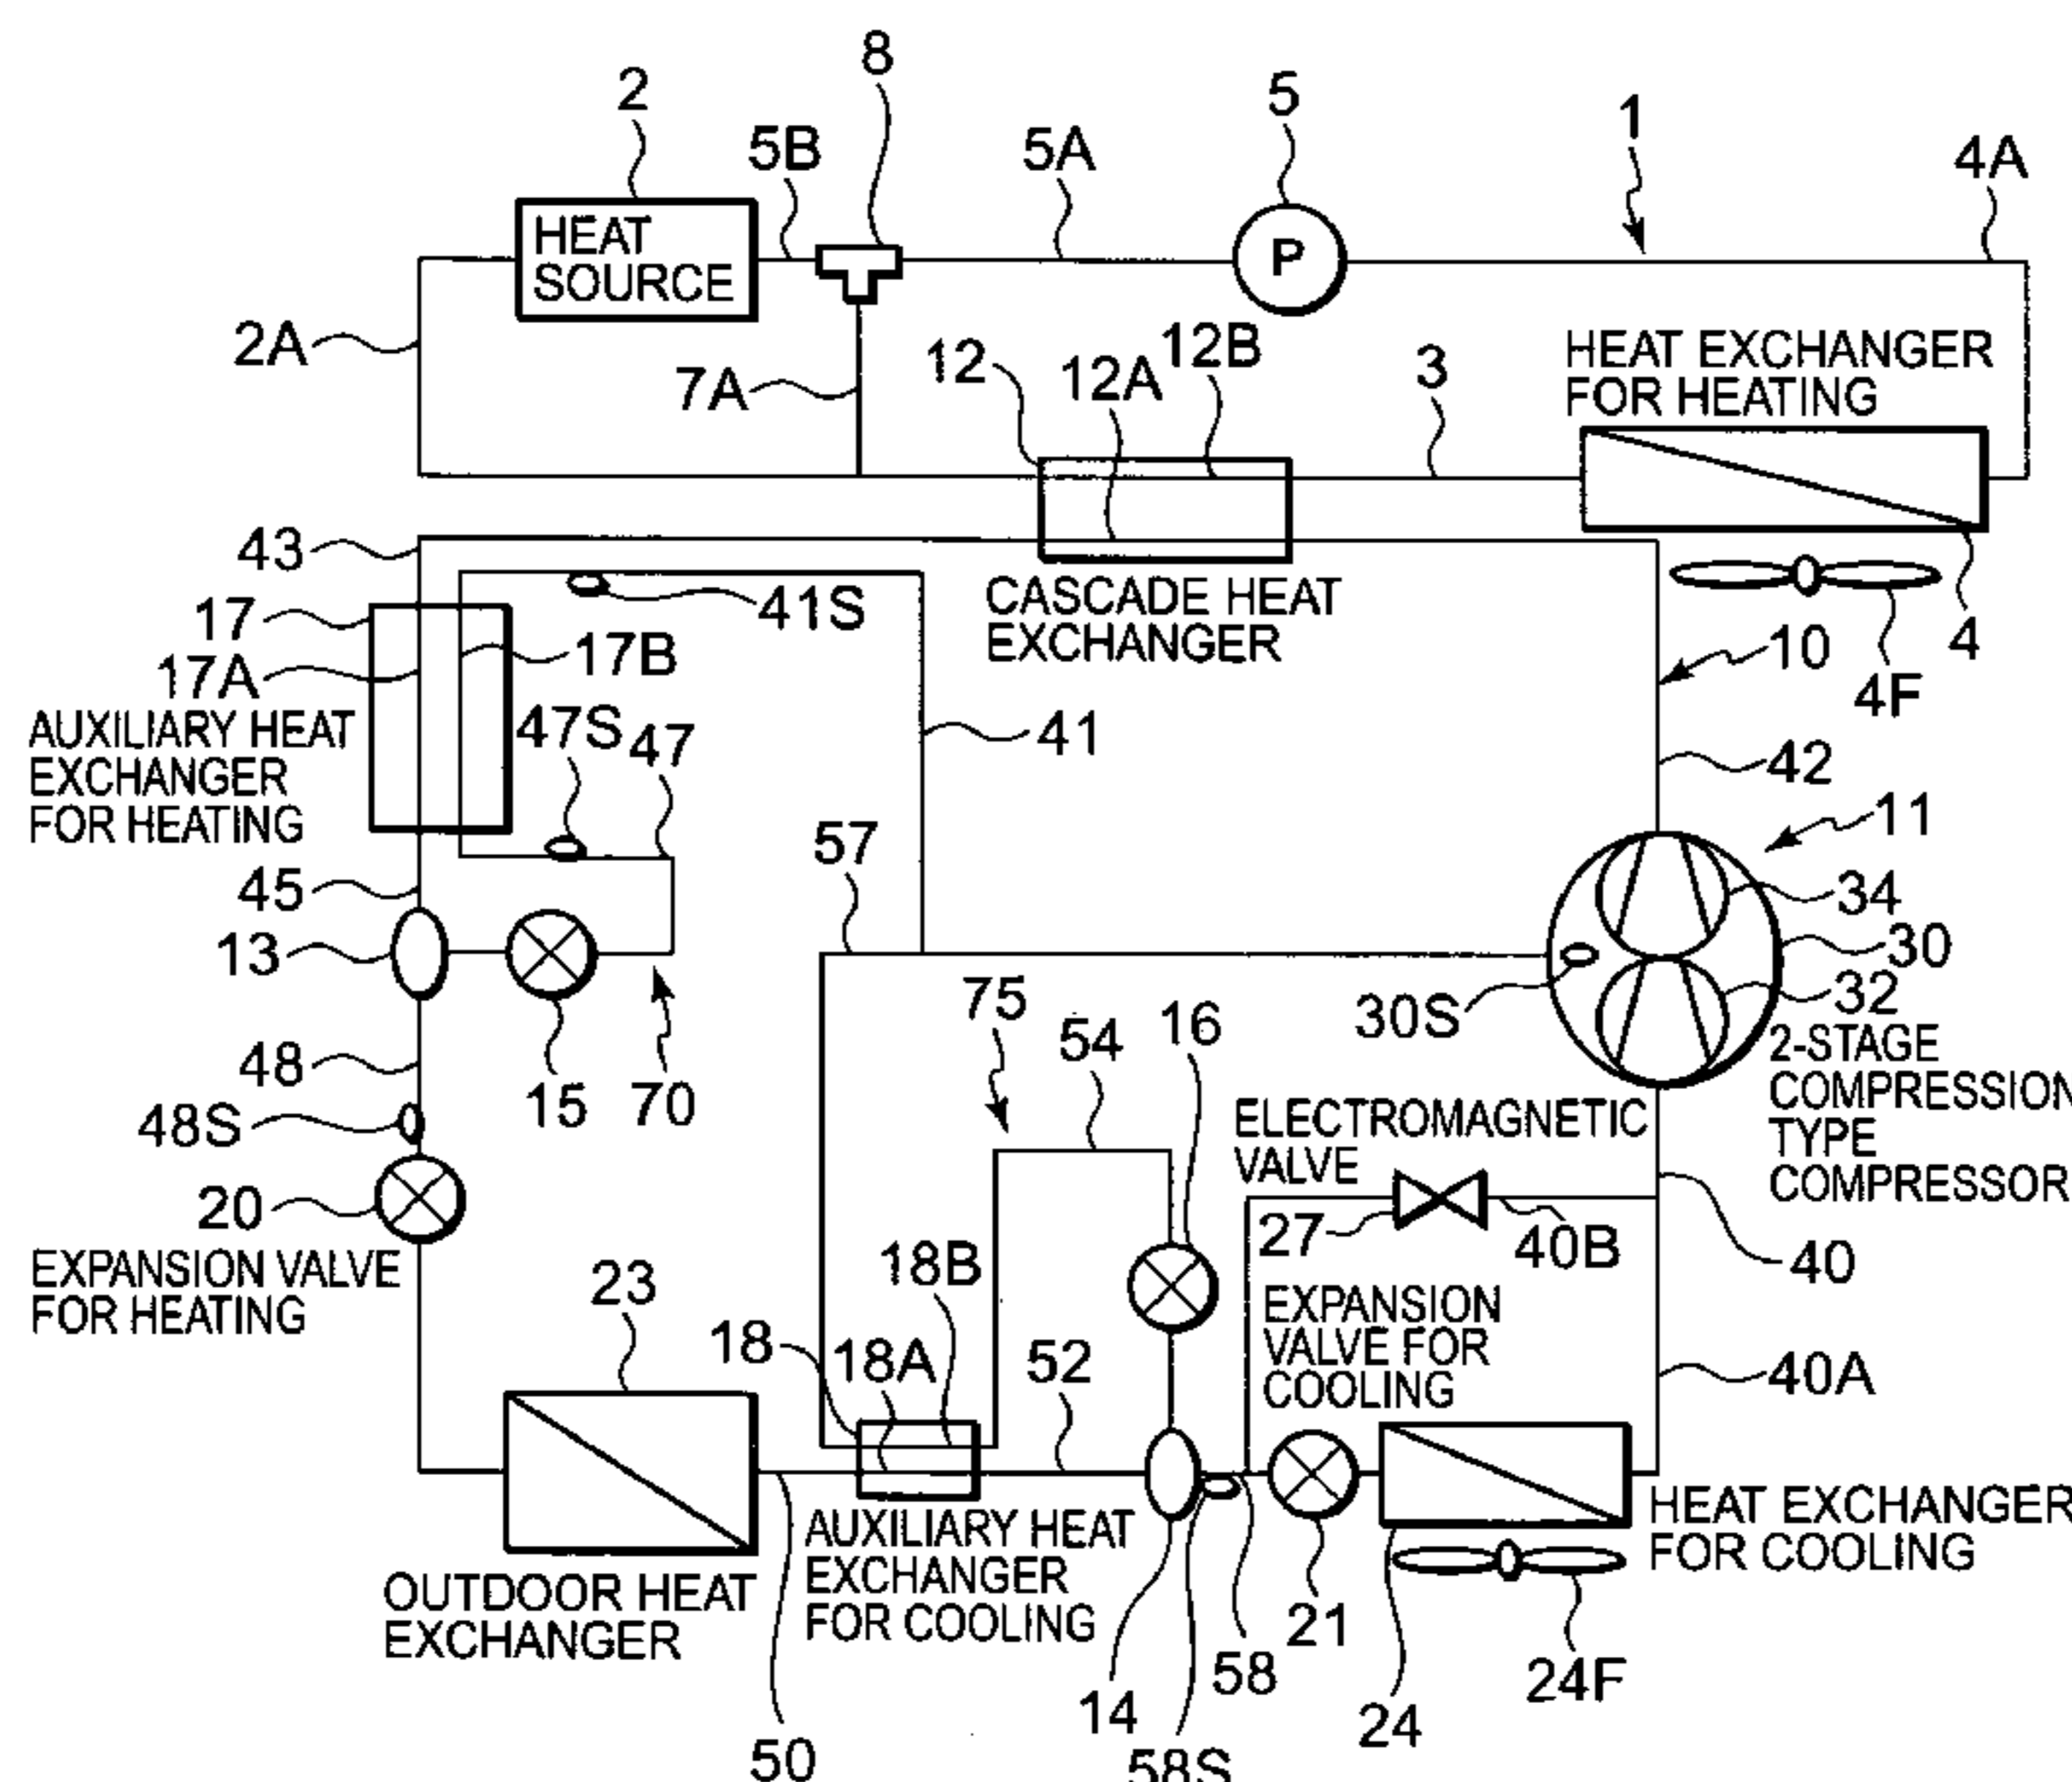 8
2
5
1
5B
5A
4A
HEAT
SOURCE
P
2A
12
12B
HEAT EXCHANGER
FOR HEATING
7A
12A
3
43
17
41S
CASCADE HEAT
EXCHANGER
10
4
17A
17B
4F
AUXILIARY HEAT
EXCHANGER
FOR HEATING
47S
47
41
42
57
11
45
34
13
30
75
16
30S
32
2-STAGE
COMPRESSION
TYPE
COMPRESSOR
48
15
70
54
48S
ELECTROMAGNETIC
VALVE
20
27
40B
40
EXPANSION VALVE
FOR HEATING
23
18B
EXPANSION
VALVE FOR
COOLING
18
18A
52
40A
HEAT EXCHANGER
FOR COOLING
AUXILIARY HEAT
EXCHANGER
FOR COOLING
OUTDOOR HEAT
EXCHANGER
21
58
24F
14
24
50
58S